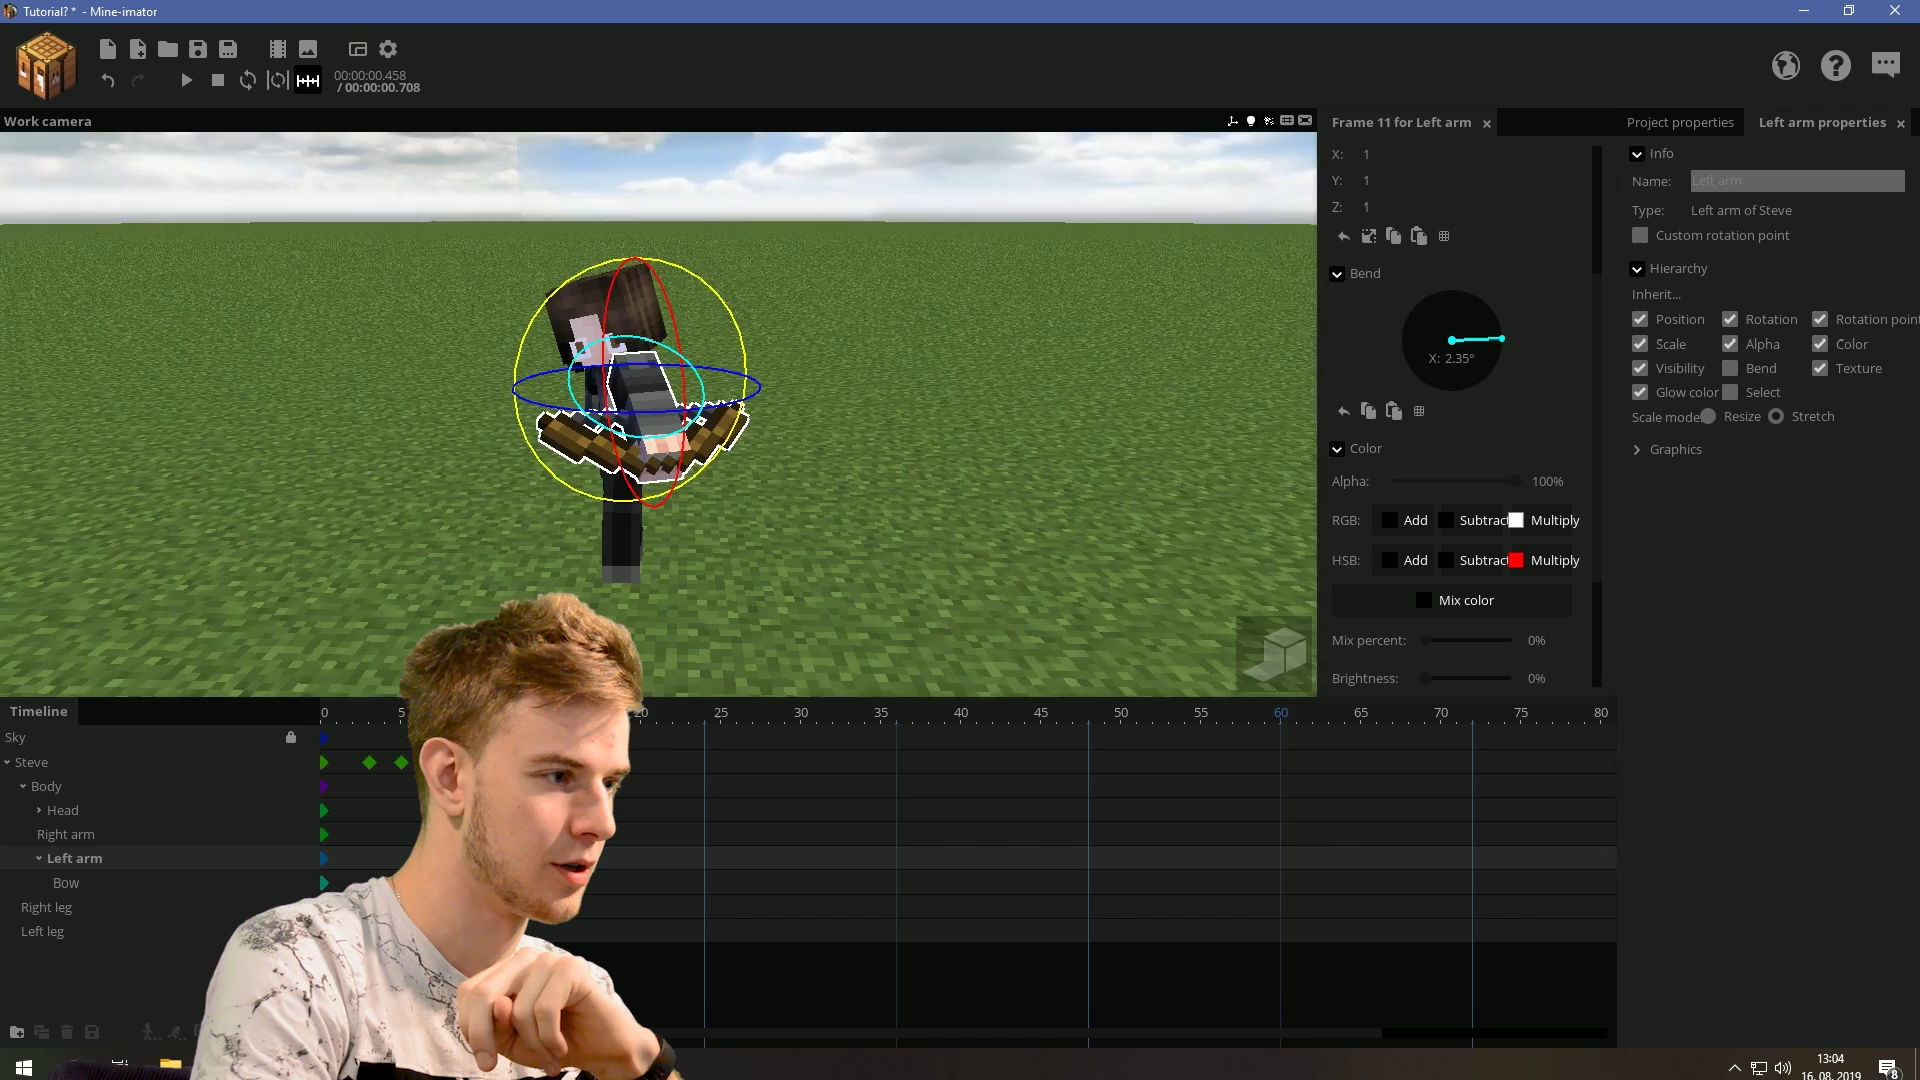 Tutorial? * - Mine-imator
00:00:00.458
/ 00:00:00.708
Work camera
Frame 11 for Left arm
Project properties
Left arm properties
X: 1
Y: 1
Z: 1
Bend
X: 2.35°
Color
Alpha: 100%
RGB: Add Subtract Multiply
HSB: Add Subtract Multiply
Mix color
Mix percent: 0%
Brightness: 0%
Info
Name: Left arm
Type: Left arm of Steve
Custom rotation point
Hierarchy
Inherit...
Position Rotation Rotation point
Scale Alpha Color
Visibility Bend Texture
Glow color Select
Scale mode Resize Stretch
Graphics
Timeline
0 5 20 25 30 35 40 45 50 55 60 65 70 75 80
Sky
Steve
Body
Head
Right arm
Left arm
Bow
Right leg
Left leg
13:04
16. 08. 2019
8